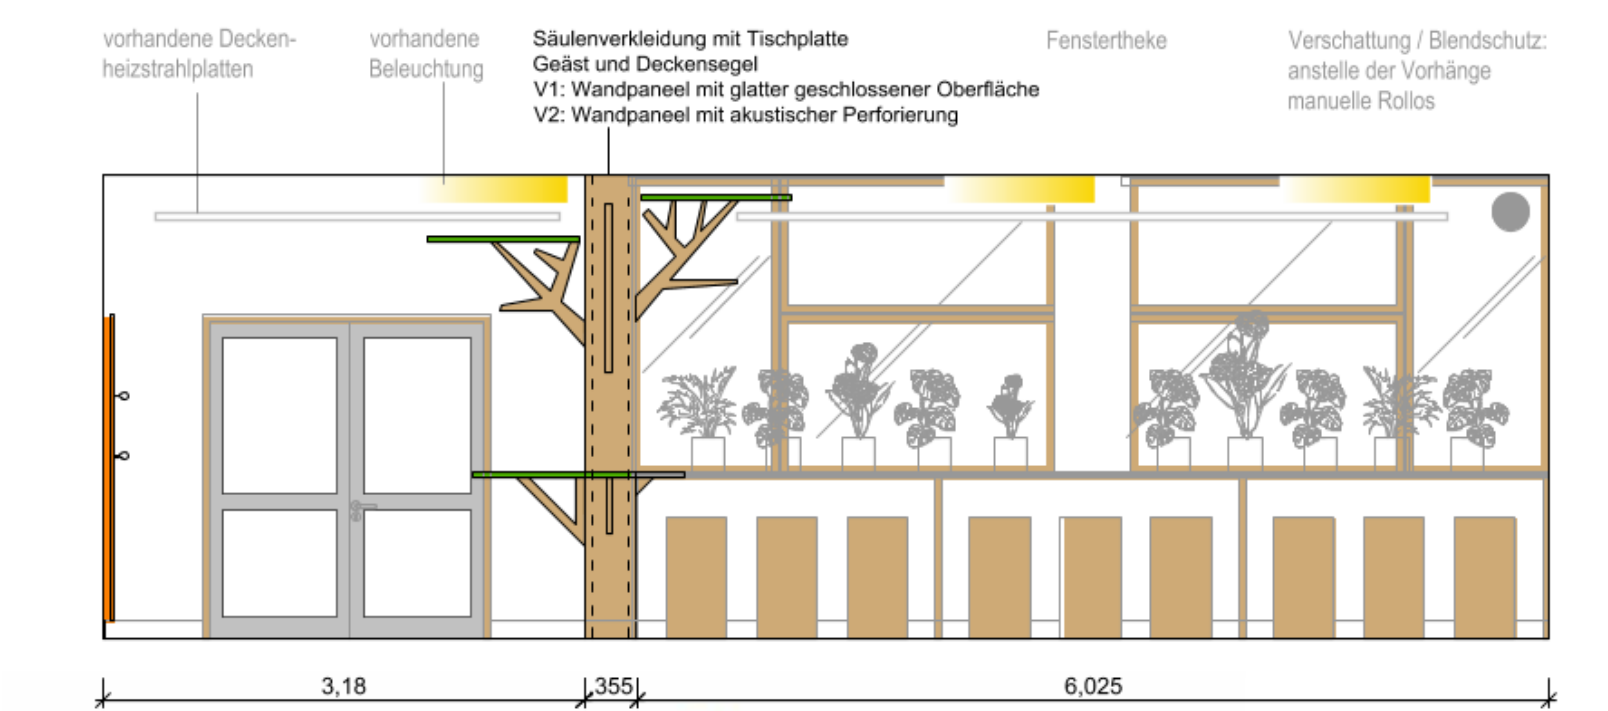 vorhandene Decken-
heizstrahlplatten
vorhandene
Beleuchtung
Säulenverkleidung mit Tischplatte
Geäst und Deckensegel
V1: Wandpaneel mit glatter geschlossener Oberfläche
V2: Wandpaneel mit akustischer Perforierung
Fenstertheke
Verschattung / Blendschutz:
anstelle der Vorhänge
manuelle Rollos
3,18
,355
6,025